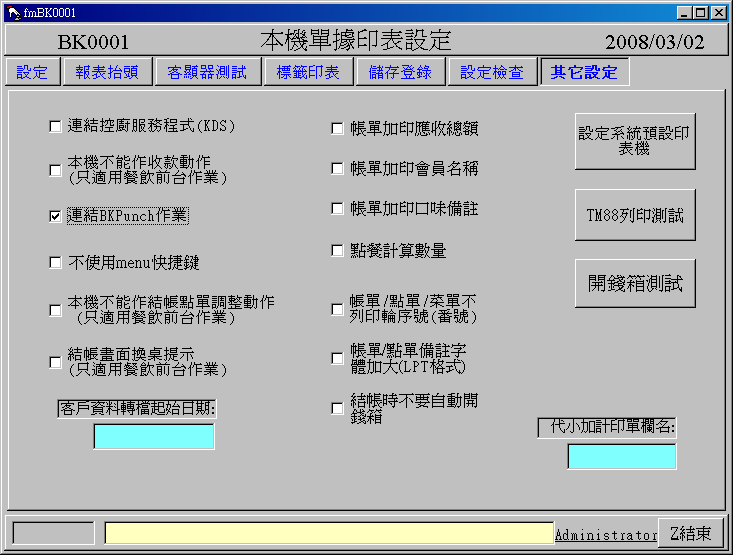 fmBK0001
BK0001
本機單據印表設定
2008/03/02
設定
報表抬頭
客顯器測試
標籤印表
儲存登錄
設定檢查
其它設定
連結控廚服務程式(KDS)
本機不能作收款動作
(只適用餐飲前台作業)
連結BKPunch作業
不使用menu快捷鍵
本機不能作結帳點單調整動作
(只適用餐飲前台作業)
結帳畫面換桌提示
(只適用餐飲前台作業)
客戶資料轉檔起始日期:
帳單加印應收總額
帳單加印會員名稱
帳單加印口味備註
點餐計算數量
帳單/點單/菜單不
列印輪序號(番號)
帳單/點單備註字
體加大(LPT格式)
結帳時不要自動開
錢箱
設定系統預設印
表機
TM88列印測試
開錢箱測試
代小加計印單欄名:
Administrator
Z結束